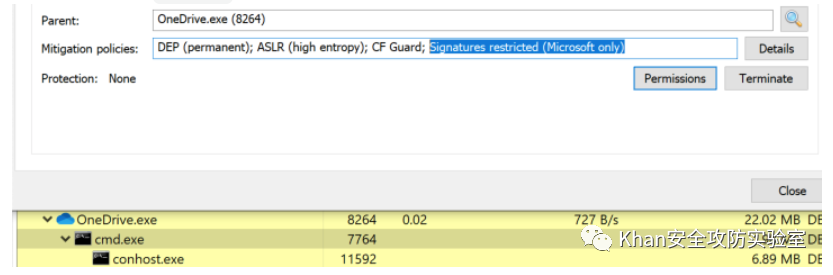 Parent: OneDrive.exe (8264)
Mitigation policies: DEP (permanent); ASLR (high entropy); CF Guard; Signatures restricted (Microsoft only) Details
Protection: None Permissions Terminate
Close
OneDrive.exe 8264 0.02 727 B/s 22.02 MB DE
cmd.exe 7764
Khan安全攻防实验室
conhost.exe 11592 6.89 MB DE